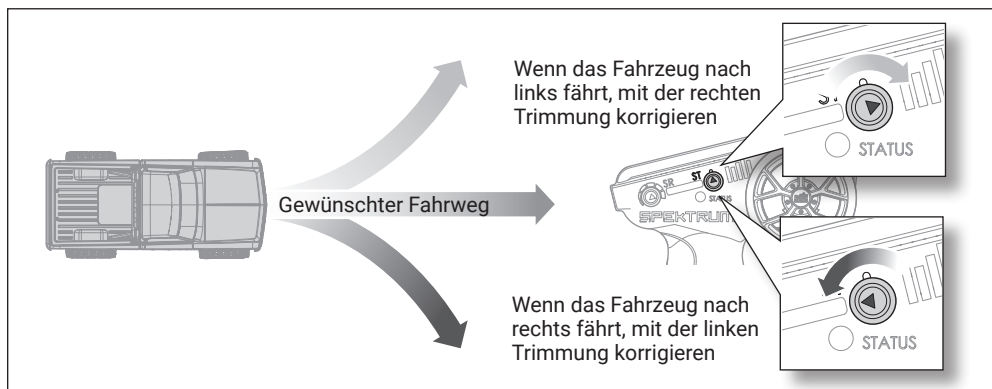 Wenn das Fahrzeug nach
links fährt, mit der rechten
Trimmung korrigieren
STATUS
SR
ST
STATUS
Gewünschter Fahrweg
SPEKTRUM
Wenn das Fahrzeug nach
rechts fährt, mit der linken
Trimmung korrigieren
STATUS